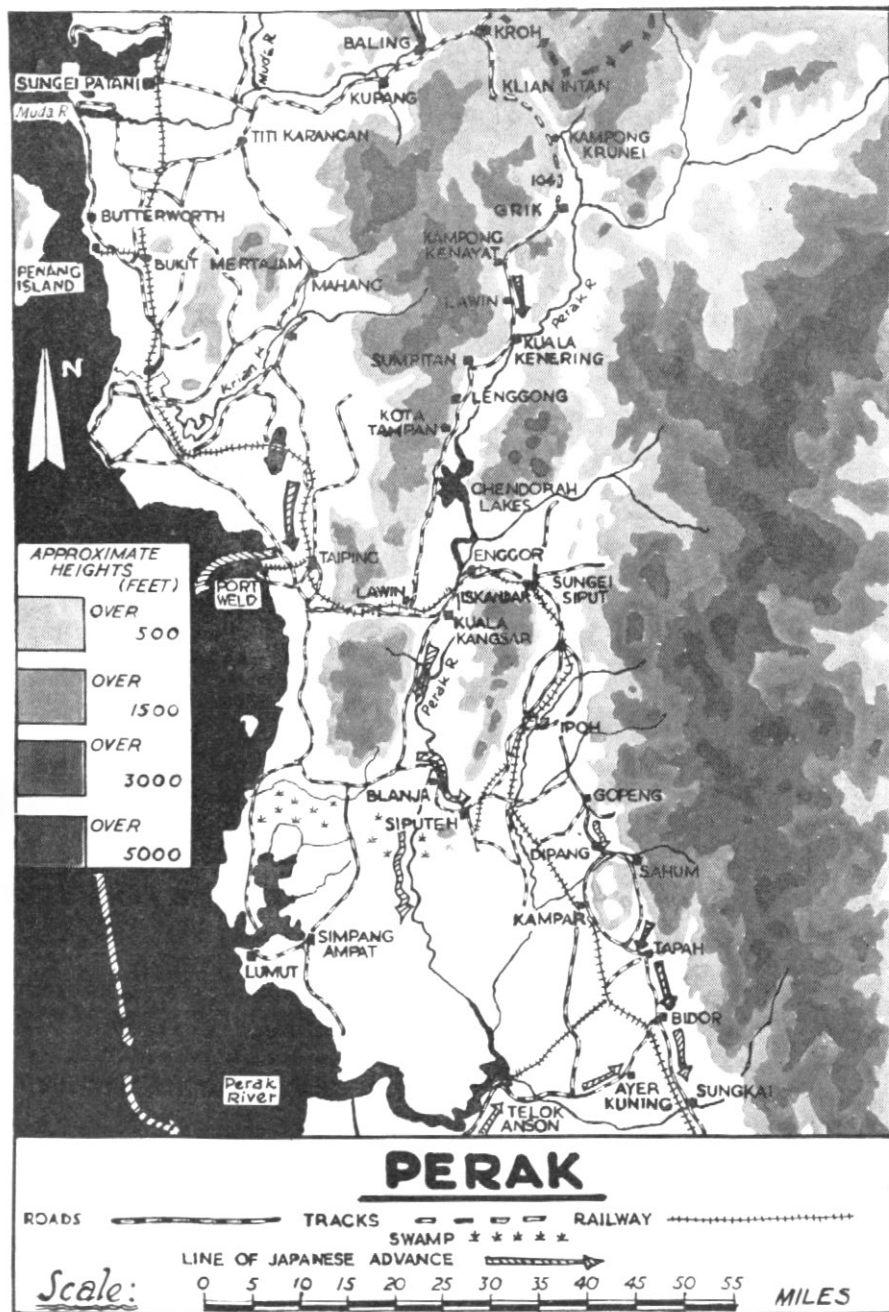 BALING
KROH
Muda R
SUNGEI PATANI
KUPANG
KLIAN INTAN
Muda R
TITI KARANGAN
KAMPONG
KRUNEI
104
GRIK
BUTTERWORTH
KAMPONG
KENAYAT
BUKIT MERTAJAM
PENANG
ISLAND
MAHANG
LAWIN
Perak R
KUALA
KENERING
Krian R
SUMPITAN
N
LENGGONG
KOTA
TAMPAN
CHENDORAH
LAKES
APPROXIMATE
HEIGHTS
(FEET)
OVER
500
OVER
1500
OVER
3000
OVER
5000
TAIPING
ENGGOR
PORT
WELD
LAWIN
ISKANDAR
SUNGEI
SIPUT
KUALA
KANGSAR
Perak R
IPOH
BLANJA
GOPENG
SIPUTEH
DIPANG
SAHUM
KAMPAR
SIMPANG
AMPAT
TAPAH
LUMUT
BIDOR
Perak
River
AYER
KUNING
SUNGKAI
TELOK
ANSON
PERAK
ROADS TRACKS RAILWAY
SWAMP
LINE OF JAPANESE ADVANCE
Scale:
0 5 10 15 20 25 30 35 40 45 50 55
MILES